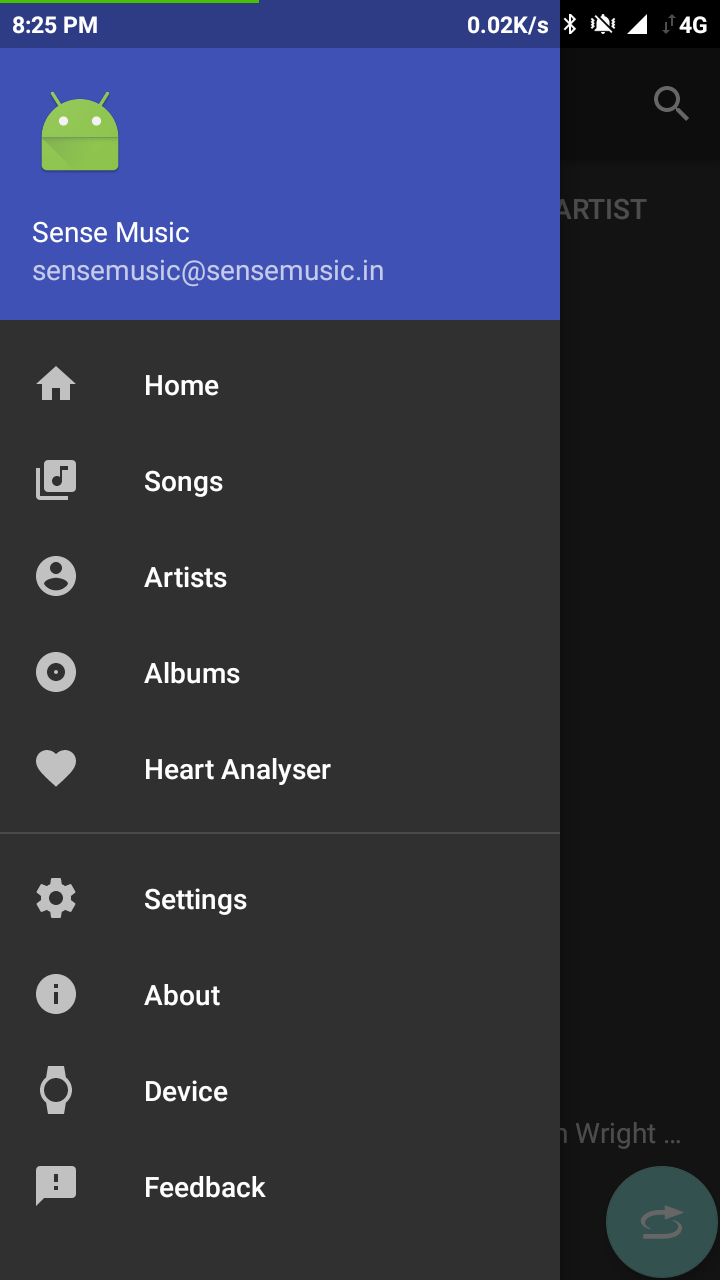 8:25 PM 0.02K/s 4G
ARTIST
Sense Music
sensemusic@sensemusic.in
Home
Songs
Artists
Albums
Heart Analyser
Settings
About
Device
Wright ...
Feedback